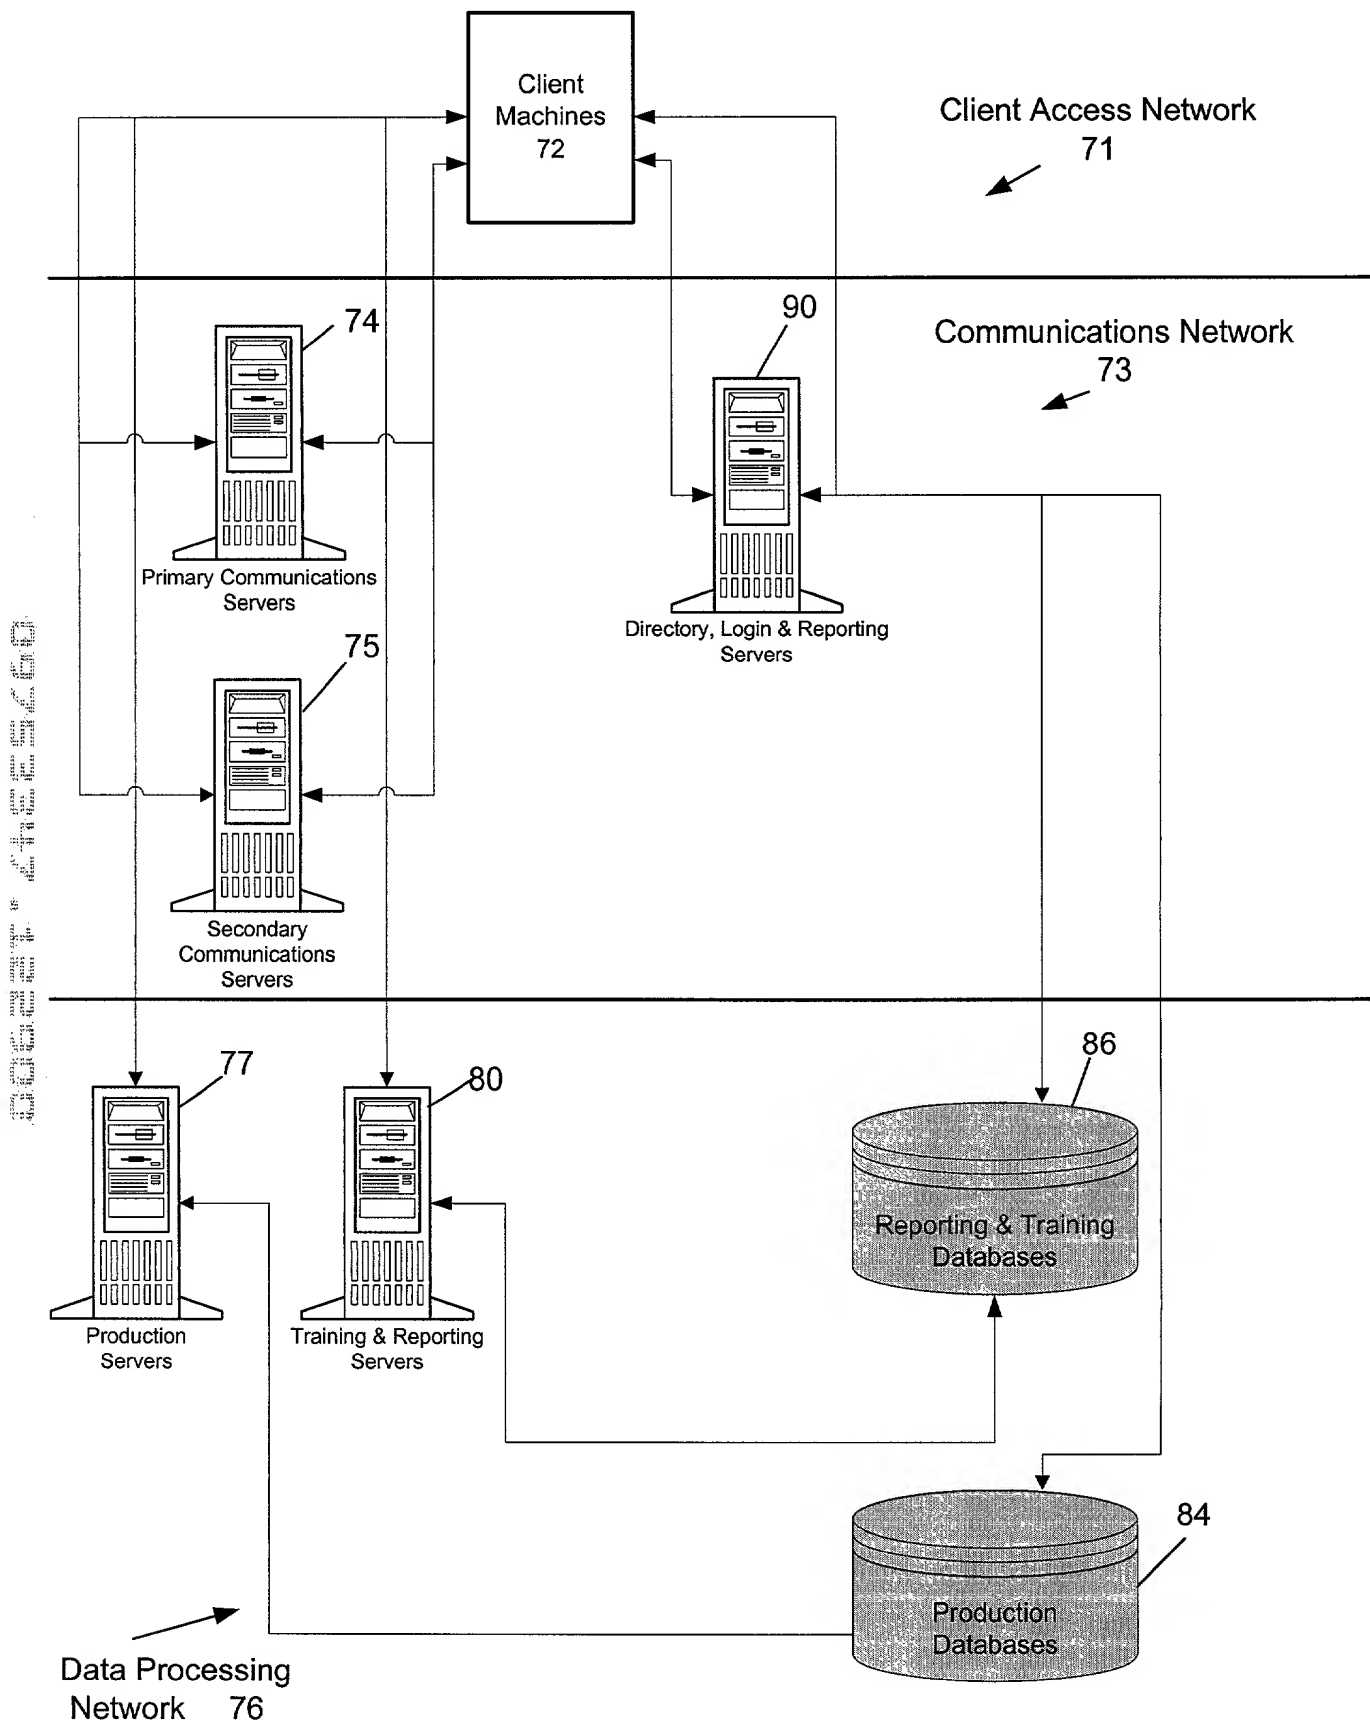 Client
Machines
72
Client Access Network
71
74
90
Communications Network
73
Primary Communications
Servers
Directory, Login & Reporting
Servers
75
Secondary
Communications
Servers
77
80
86
Reporting & Training
Databases
Production
Servers
Training & Reporting
Servers
84
Production
Databases
Data Processing
Network 76